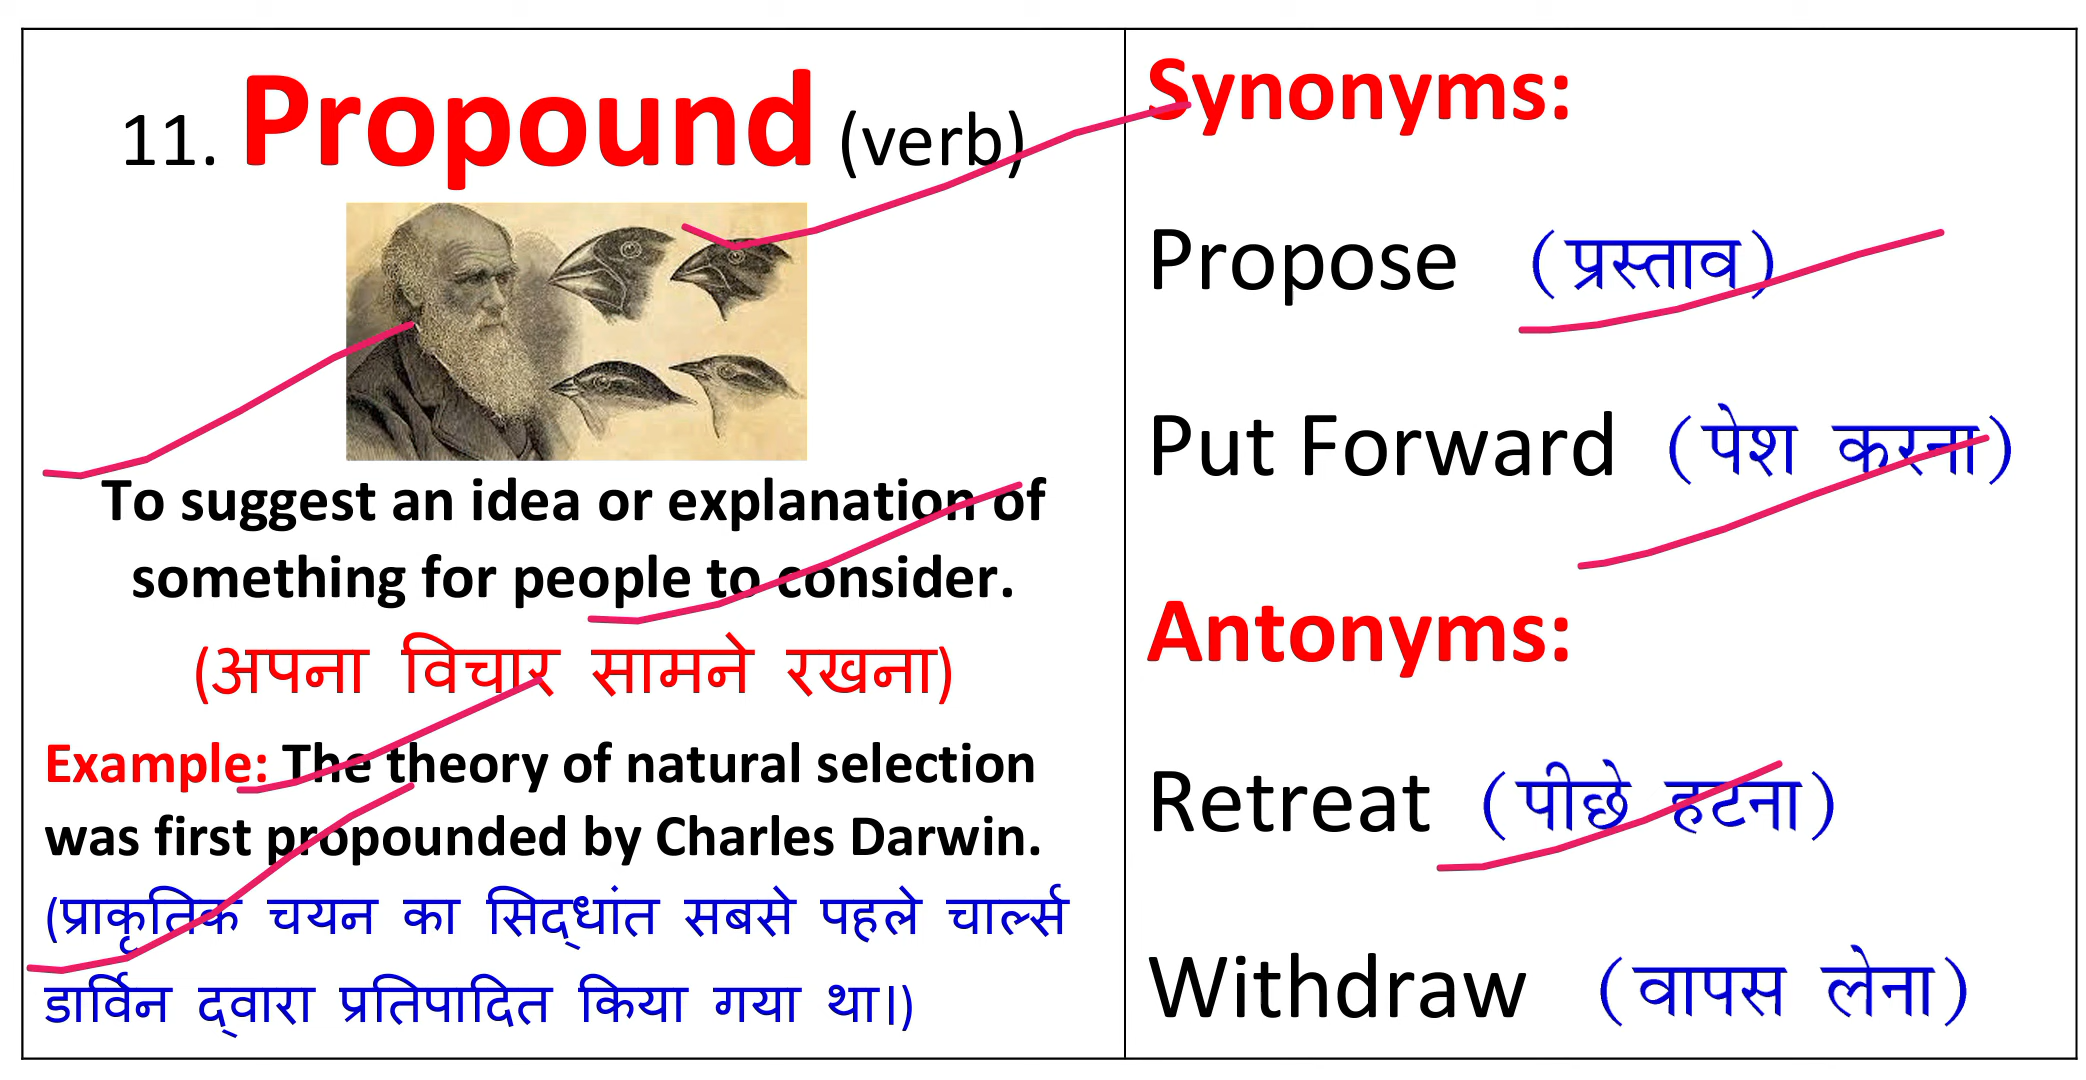 11. Propound (verb)
To suggest an idea or explanation of
something for people to consider.
(अपना विचार सामने रखना)
Example: The theory of natural selection
was first propounded by Charles Darwin.
(प्राकृतिक चयन का सिद्धांत सबसे पहले चार्ल्स
डार्विन द्वारा प्रतिपादित किया गया था।)
Synonyms:
Propose (प्रस्ताव)
Put Forward (पेश करना)
Antonyms:
Retreat (पीछे हटना)
Withdraw (वापस लेना)